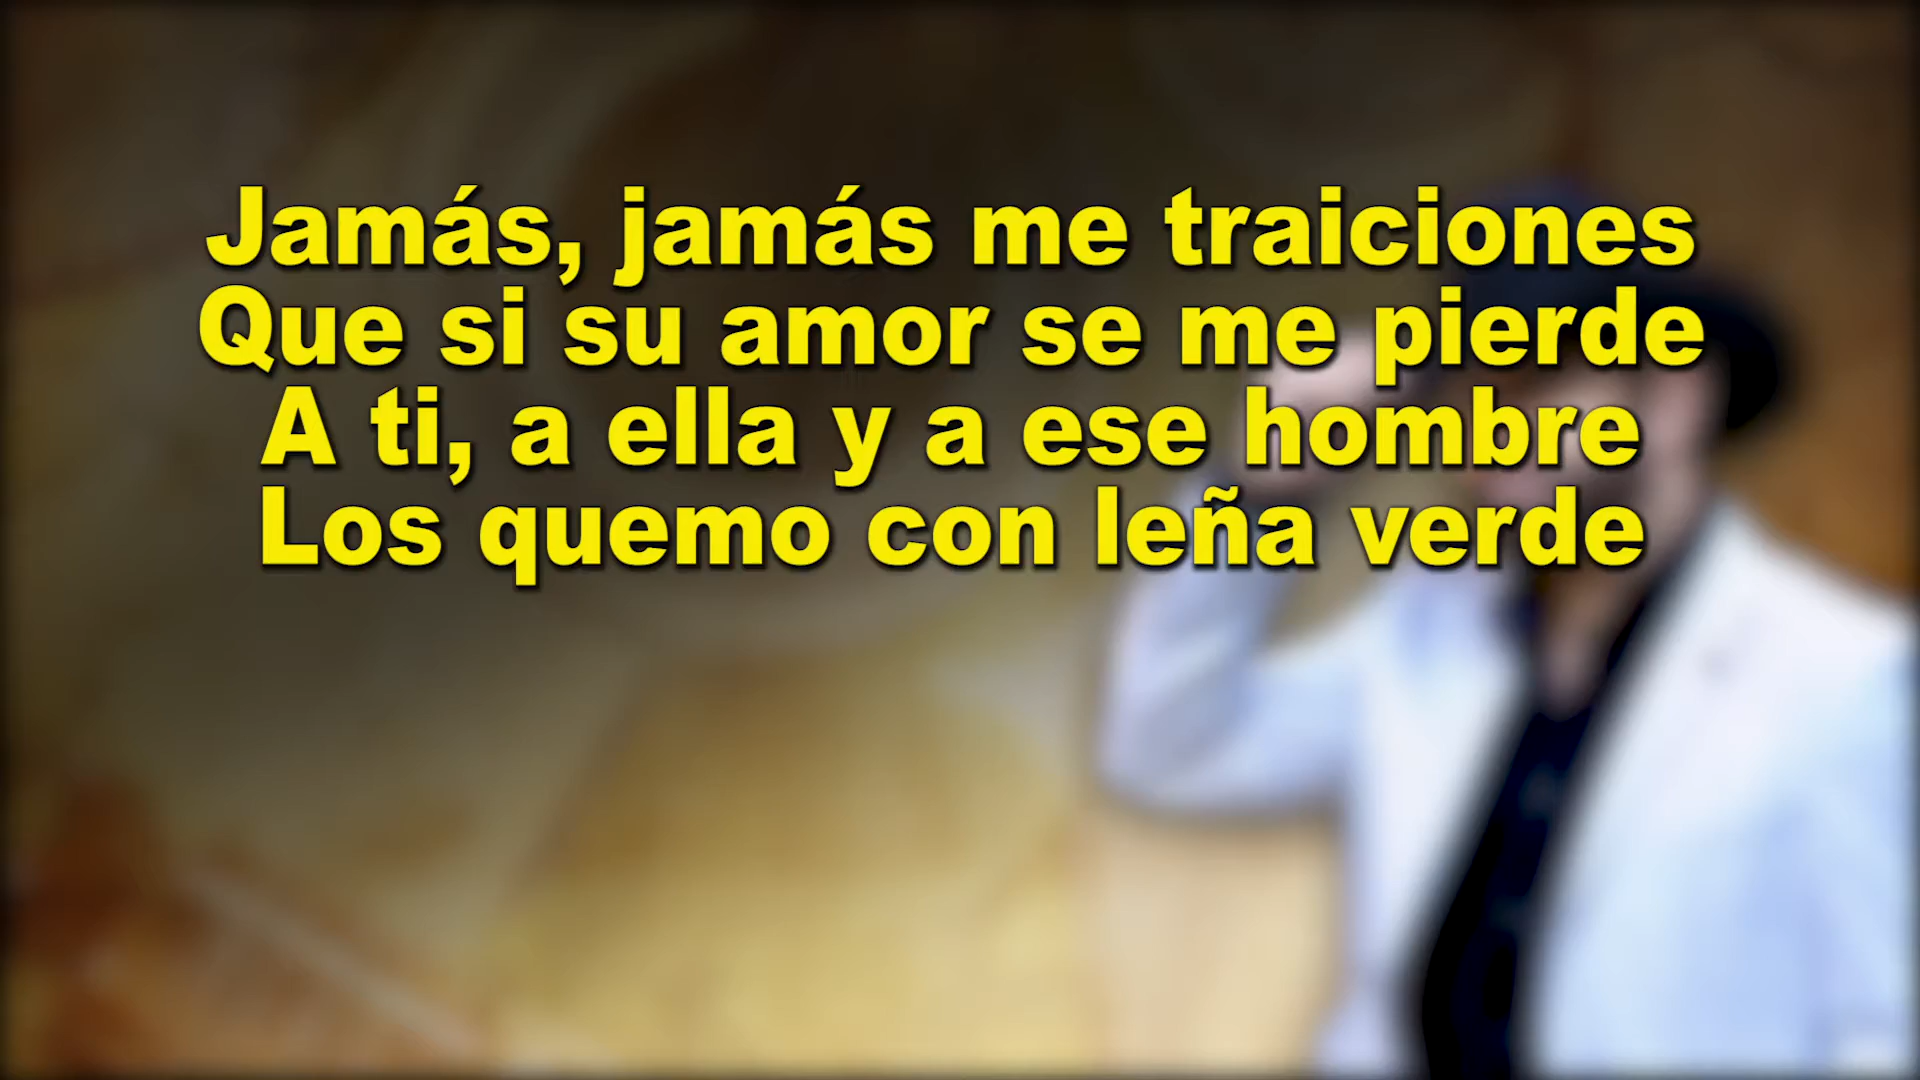 Jamás, jamás me traiciones
Que si su amor se me pierde
A ti, a ella y a ese hombre
Los quemo con leña verde